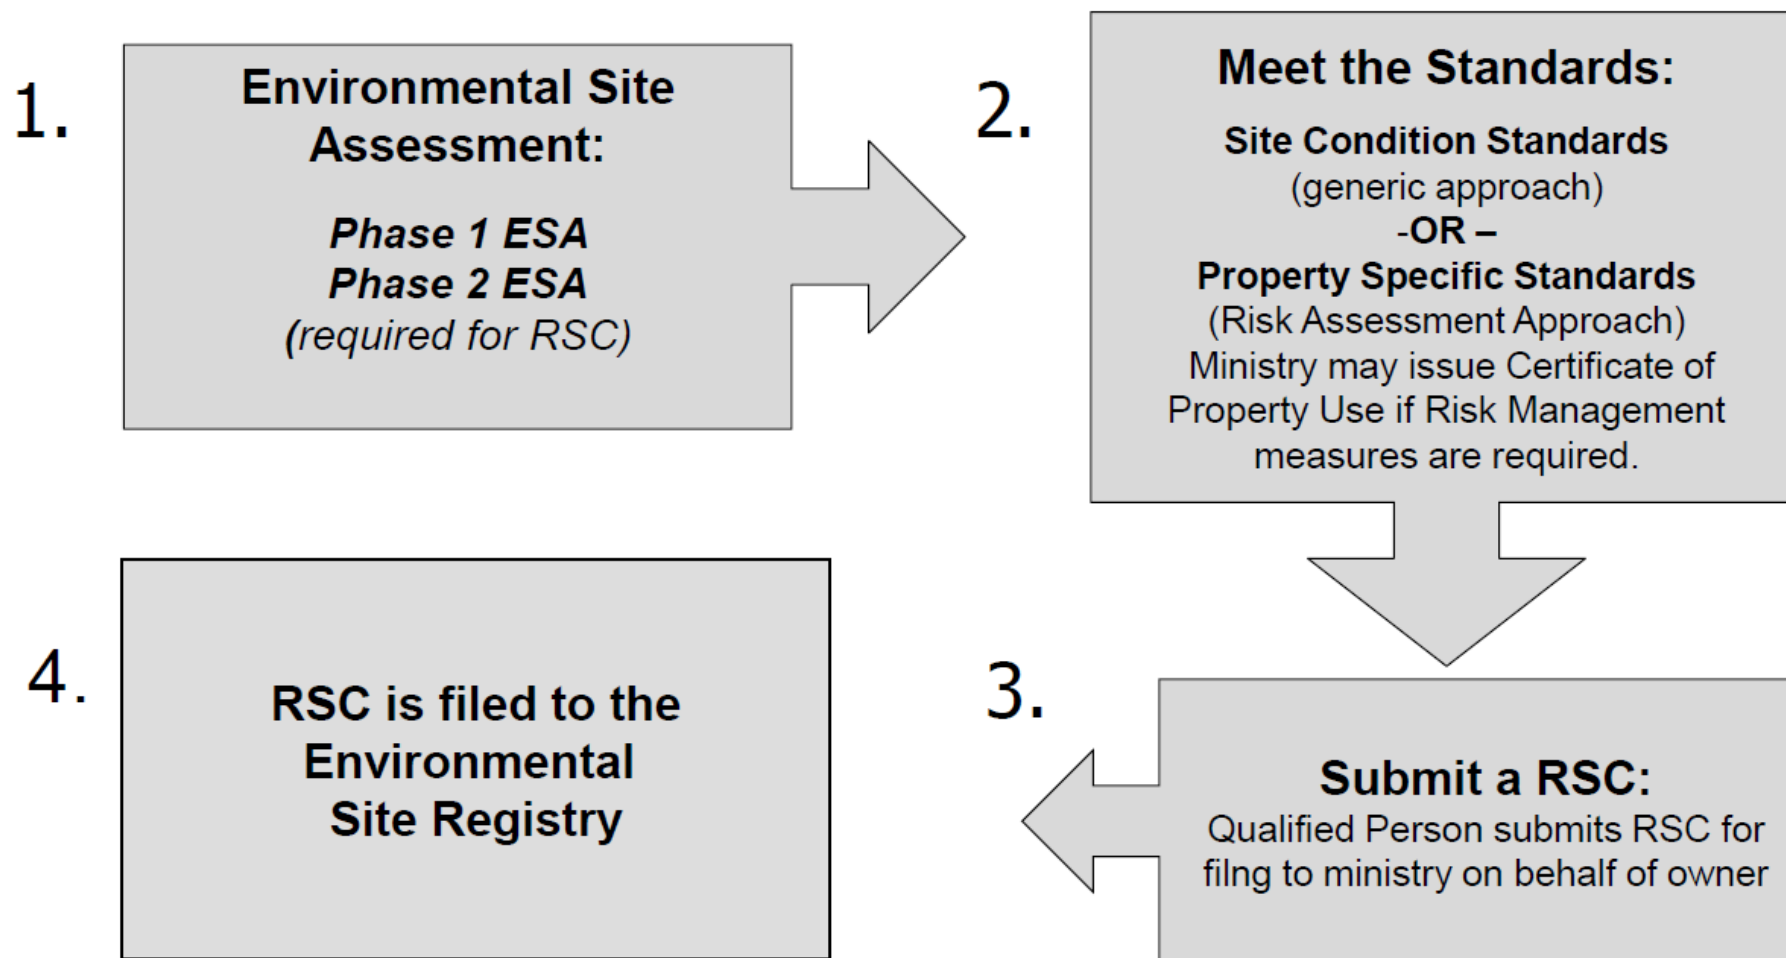 1.
Environmental Site
Assessment:
Phase 1 ESA
Phase 2 ESA
(required for RSC)
2.
Meet the Standards:
Site Condition Standards
(generic approach)
-OR –
Property Specific Standards
(Risk Assessment Approach)
Ministry may issue Certificate of
Property Use if Risk Management
measures are required.
3.
Submit a RSC:
Qualified Person submits RSC for
filng to ministry on behalf of owner
4.
RSC is filed to the
Environmental
Site Registry